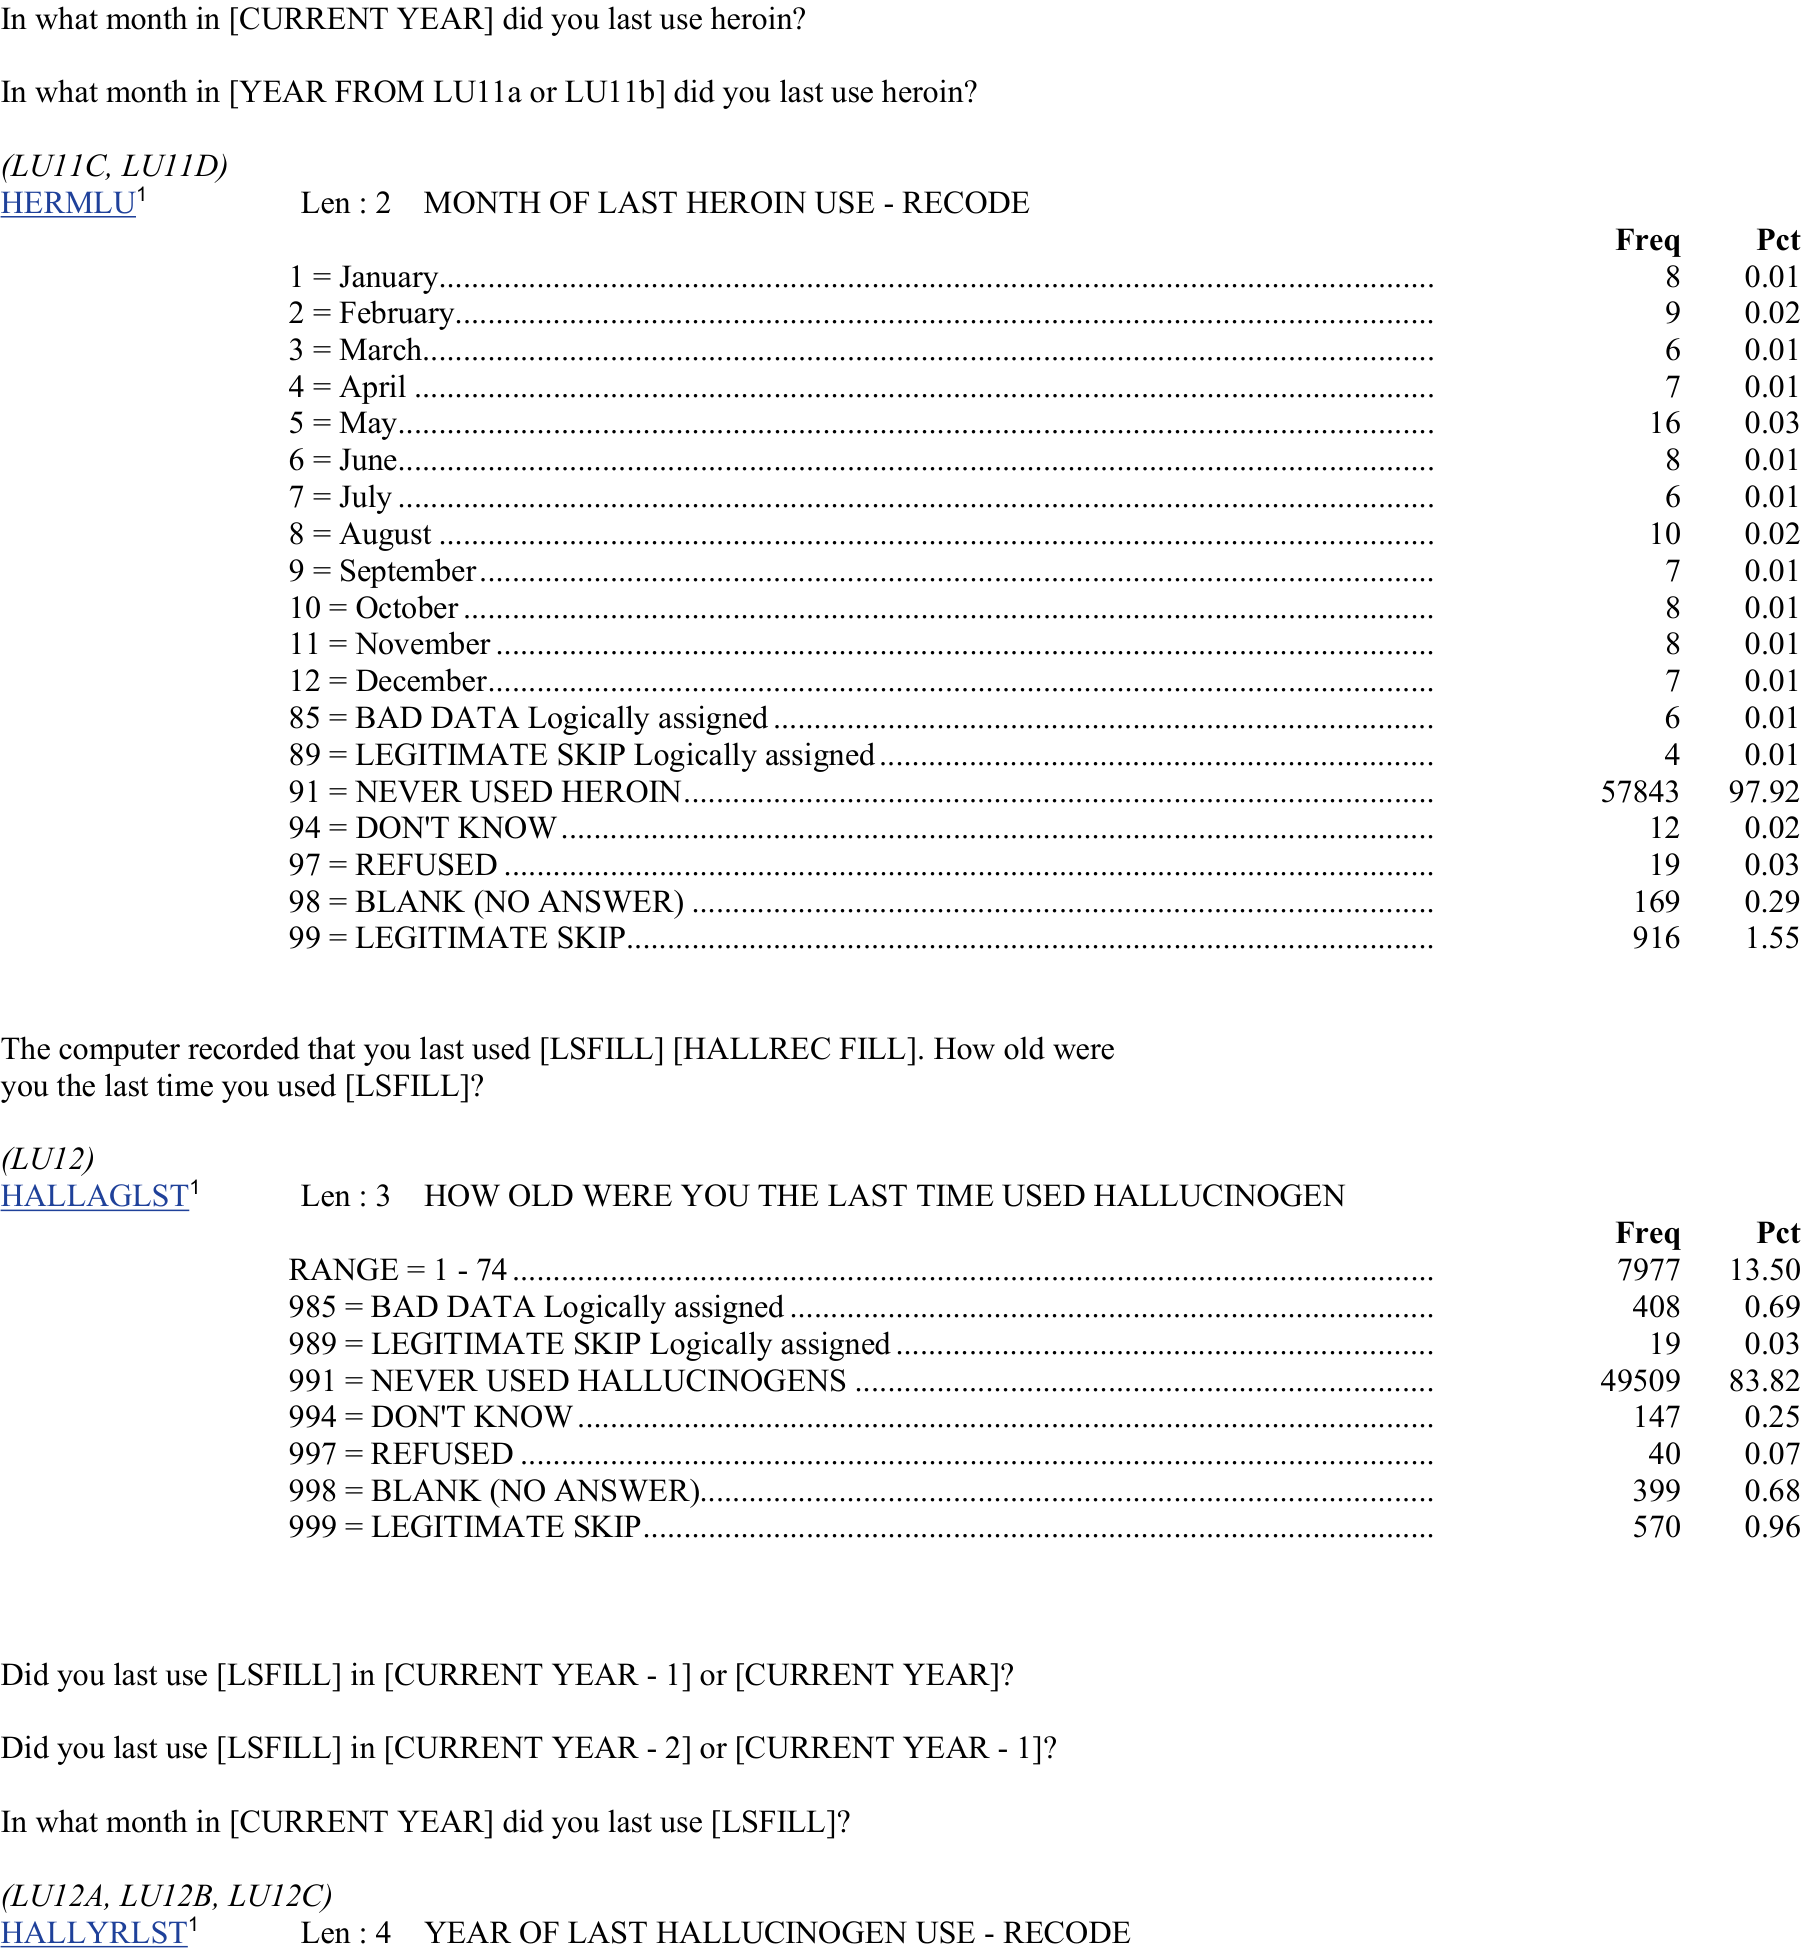 In what month in [CURRENT YEAR] did you last use heroin?
In what month in [YEAR FROM LU11a or LU11b] did you last use heroin?
(LU11C, LU11D)
HERMLU1 Len : 2 MONTH OF LAST HEROIN USE - RECODE
Freq Pct
1 = January 8 0.01
2 = February 9 0.02
3 = March 6 0.01
4 = April 7 0.01
5 = May 16 0.03
6 = June 8 0.01
7 = July 6 0.01
8 = August 10 0.02
9 = September 7 0.01
10 = October 8 0.01
11 = November 8 0.01
12 = December 7 0.01
85 = BAD DATA Logically assigned 6 0.01
89 = LEGITIMATE SKIP Logically assigned 4 0.01
91 = NEVER USED HEROIN 57843 97.92
94 = DON'T KNOW 12 0.02
97 = REFUSED 19 0.03
98 = BLANK (NO ANSWER) 169 0.29
99 = LEGITIMATE SKIP 916 1.55
The computer recorded that you last used [LSFILL] [HALLREC FILL]. How old were
you the last time you used [LSFILL]?
(LU12)
HALLAGLST1 Len : 3 HOW OLD WERE YOU THE LAST TIME USED HALLUCINOGEN
Freq Pct
RANGE = 1 - 74 7977 13.50
985 = BAD DATA Logically assigned 408 0.69
989 = LEGITIMATE SKIP Logically assigned 19 0.03
991 = NEVER USED HALLUCINOGENS 49509 83.82
994 = DON'T KNOW 147 0.25
997 = REFUSED 40 0.07
998 = BLANK (NO ANSWER) 399 0.68
999 = LEGITIMATE SKIP 570 0.96
Did you last use [LSFILL] in [CURRENT YEAR - 1] or [CURRENT YEAR]?
Did you last use [LSFILL] in [CURRENT YEAR - 2] or [CURRENT YEAR - 1]?
In what month in [CURRENT YEAR] did you last use [LSFILL]?
(LU12A, LU12B, LU12C)
HALLYRLST1 Len : 4 YEAR OF LAST HALLUCINOGEN USE - RECODE